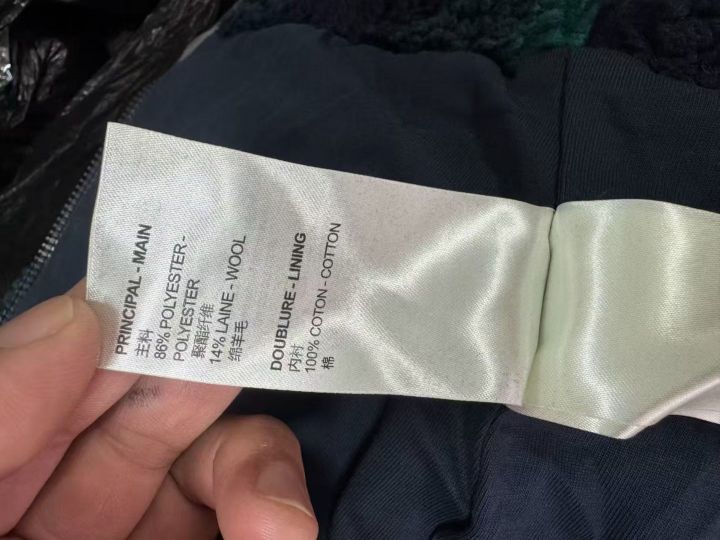 PRINCIPAL - MAIN
主料
86% POLYESTER -
POLYESTER
聚酯纤维
14% LAINE - WOOL
绵羊毛
DOUBLURE - LINING
内衬
100% COTON - COTTON
棉